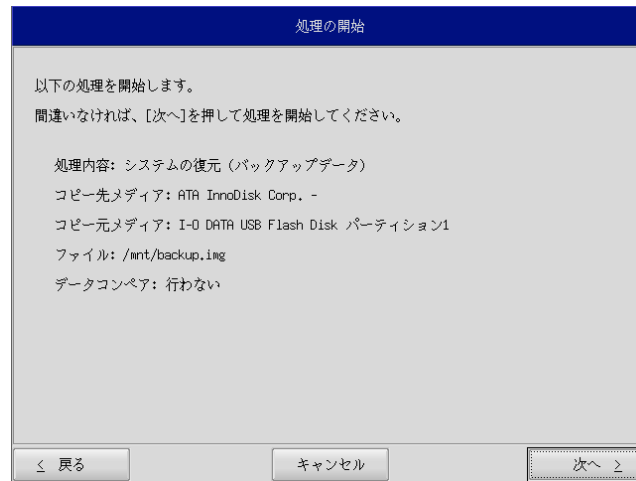 処理の開始
以下の処理を開始します。
間違いなければ、[次へ]を押して処理を開始してください。
処理内容: システムの復元（バックアップデータ）
コピー先メディア: ATA InnoDisk Corp. -
コピー元メディア: I-O DATA USB Flash Disk パーティション1
ファイル: /mnt/backup.img
データコンペア: 行わない
< 戻る
キャンセル
次へ >